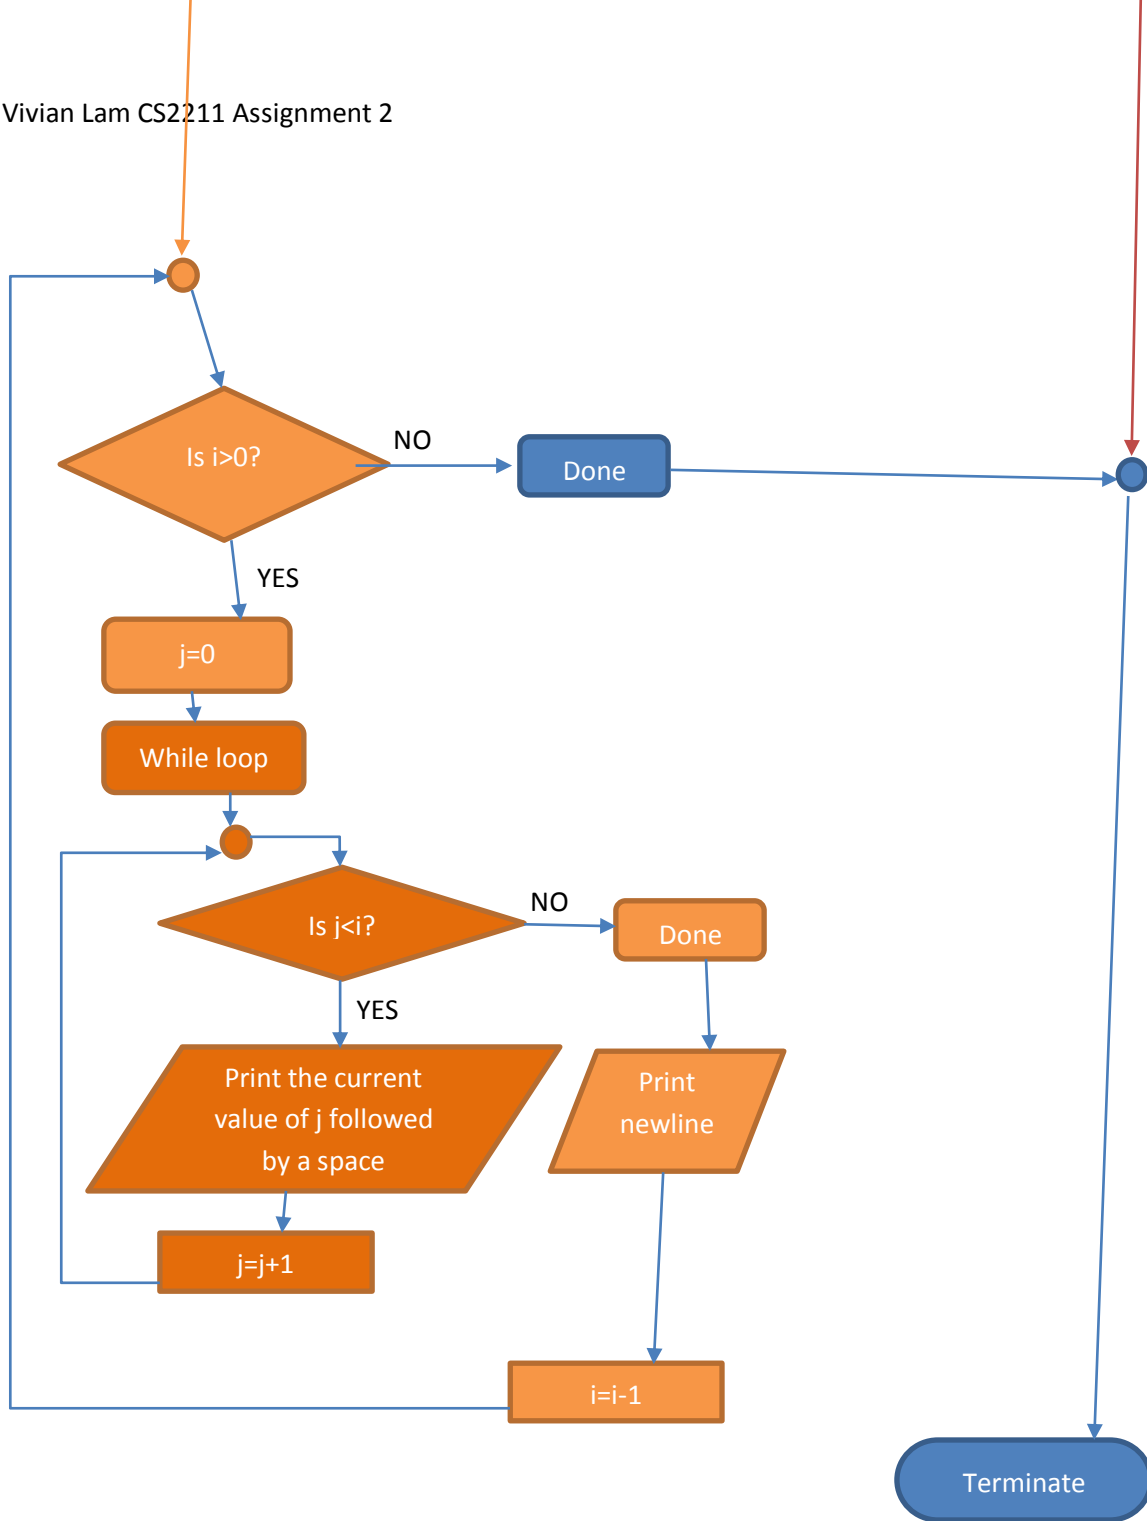 Vivian Lam CS2211 Assignment 2
Is i>0?
NO
Done
YES
j=0
While loop
Is j<i?
NO
Done
YES
Print the current
value of j followed
by a space
Print
newline
j=j+1
i=i-1
Terminate